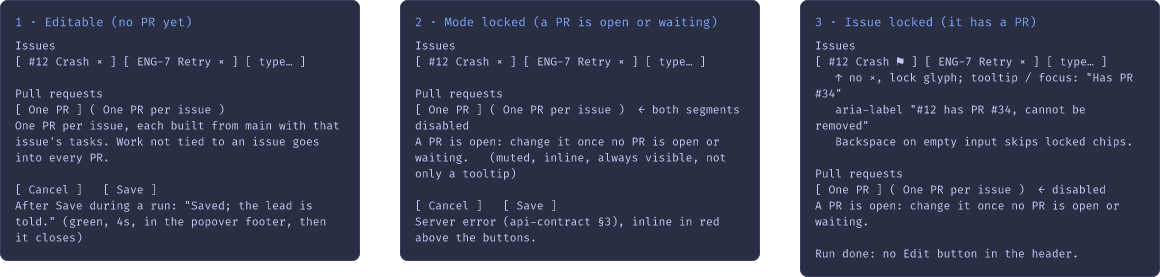 1 · Editable (no PR yet)
Issues
[ #12 Crash × ] [ ENG-7 Retry × ] [ type… ]
Pull requests
[ One PR ] ( One PR per issue )
One PR per issue, each built from main with that
issue's tasks. Work not tied to an issue goes
into every PR.
[ Cancel ]   [ Save ]
After Save during a run: "Saved; the lead is
told." (green, 4s, in the popover footer, then
it closes)
2 · Mode locked (a PR is open or waiting)
Issues
[ #12 Crash × ] [ ENG-7 Retry × ] [ type… ]
Pull requests
[ One PR ] ( One PR per issue )  ← both segments
disabled
A PR is open: change it once no PR is open or
waiting.   (muted, inline, always visible, not
only a tooltip)
[ Cancel ]   [ Save ]
Server error (api-contract §3), inline in red
above the buttons.
3 · Issue locked (it has a PR)
Issues
[ #12 Crash ⚑ ] [ ENG-7 Retry × ] [ type… ]
↑ no ×, lock glyph; tooltip / focus: "Has PR
#34"
aria-label "#12 has PR #34, cannot be
removed"
Backspace on empty input skips locked chips.
Pull requests
[ One PR ] ( One PR per issue )  ← disabled
A PR is open: change it once no PR is open or
waiting.
Run done: no Edit button in the header.